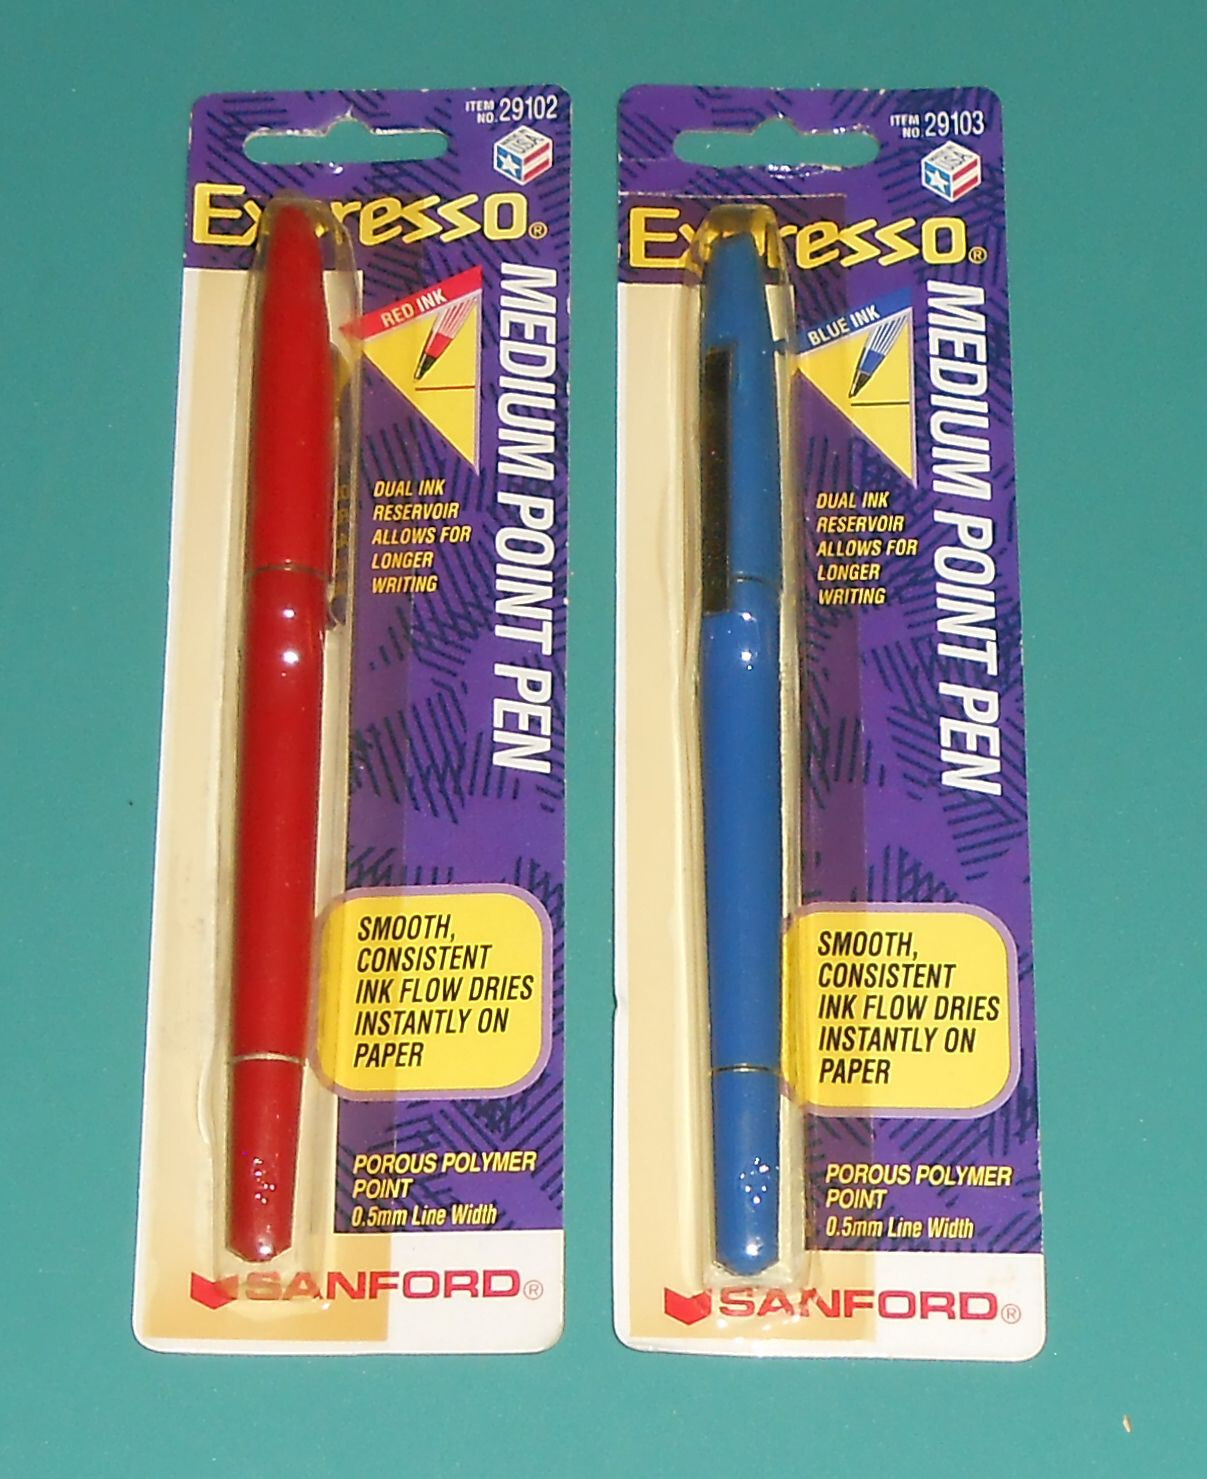 ITEM
NO. 29102
USA
Expresso®
RED INK
MEDIUM POINT PEN
DUAL INK
RESERVOIR
ALLOWS FOR
LONGER
WRITING
SMOOTH,
CONSISTENT
INK FLOW DRIES
INSTANTLY ON
PAPER
POROUS POLYMER
POINT
0.5mm Line Width
SANFORD®
ITEM
NO. 29103
USA
Expresso®
BLUE INK
MEDIUM POINT PEN
DUAL INK
RESERVOIR
ALLOWS FOR
LONGER
WRITING
SMOOTH,
CONSISTENT
INK FLOW DRIES
INSTANTLY ON
PAPER
POROUS POLYMER
POINT
0.5mm Line Width
SANFORD®